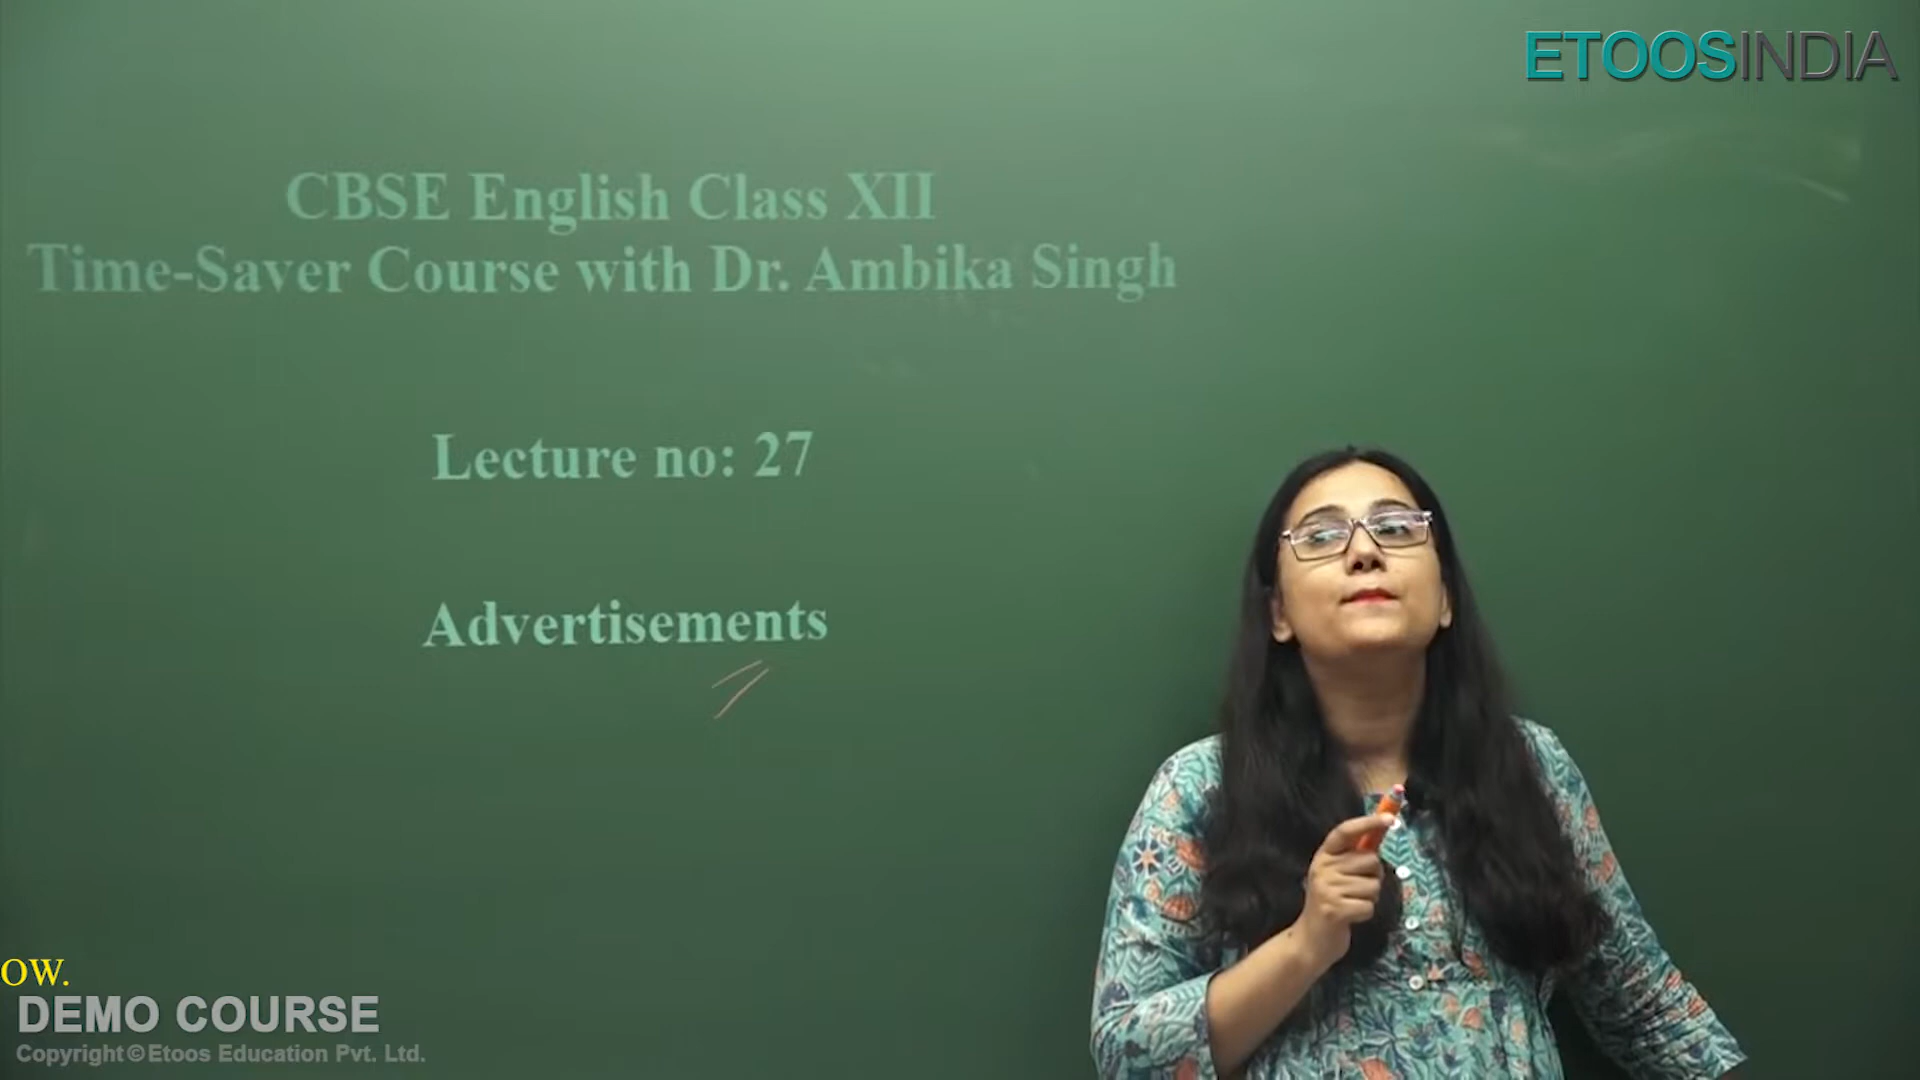 ETOOSINDIA
CBSE English Class XII
Time-Saver Course with Dr. Ambika Singh
Lecture no: 27
Advertisements
OW.
DEMO COURSE
Copyright©Etoos Education Pvt. Ltd.